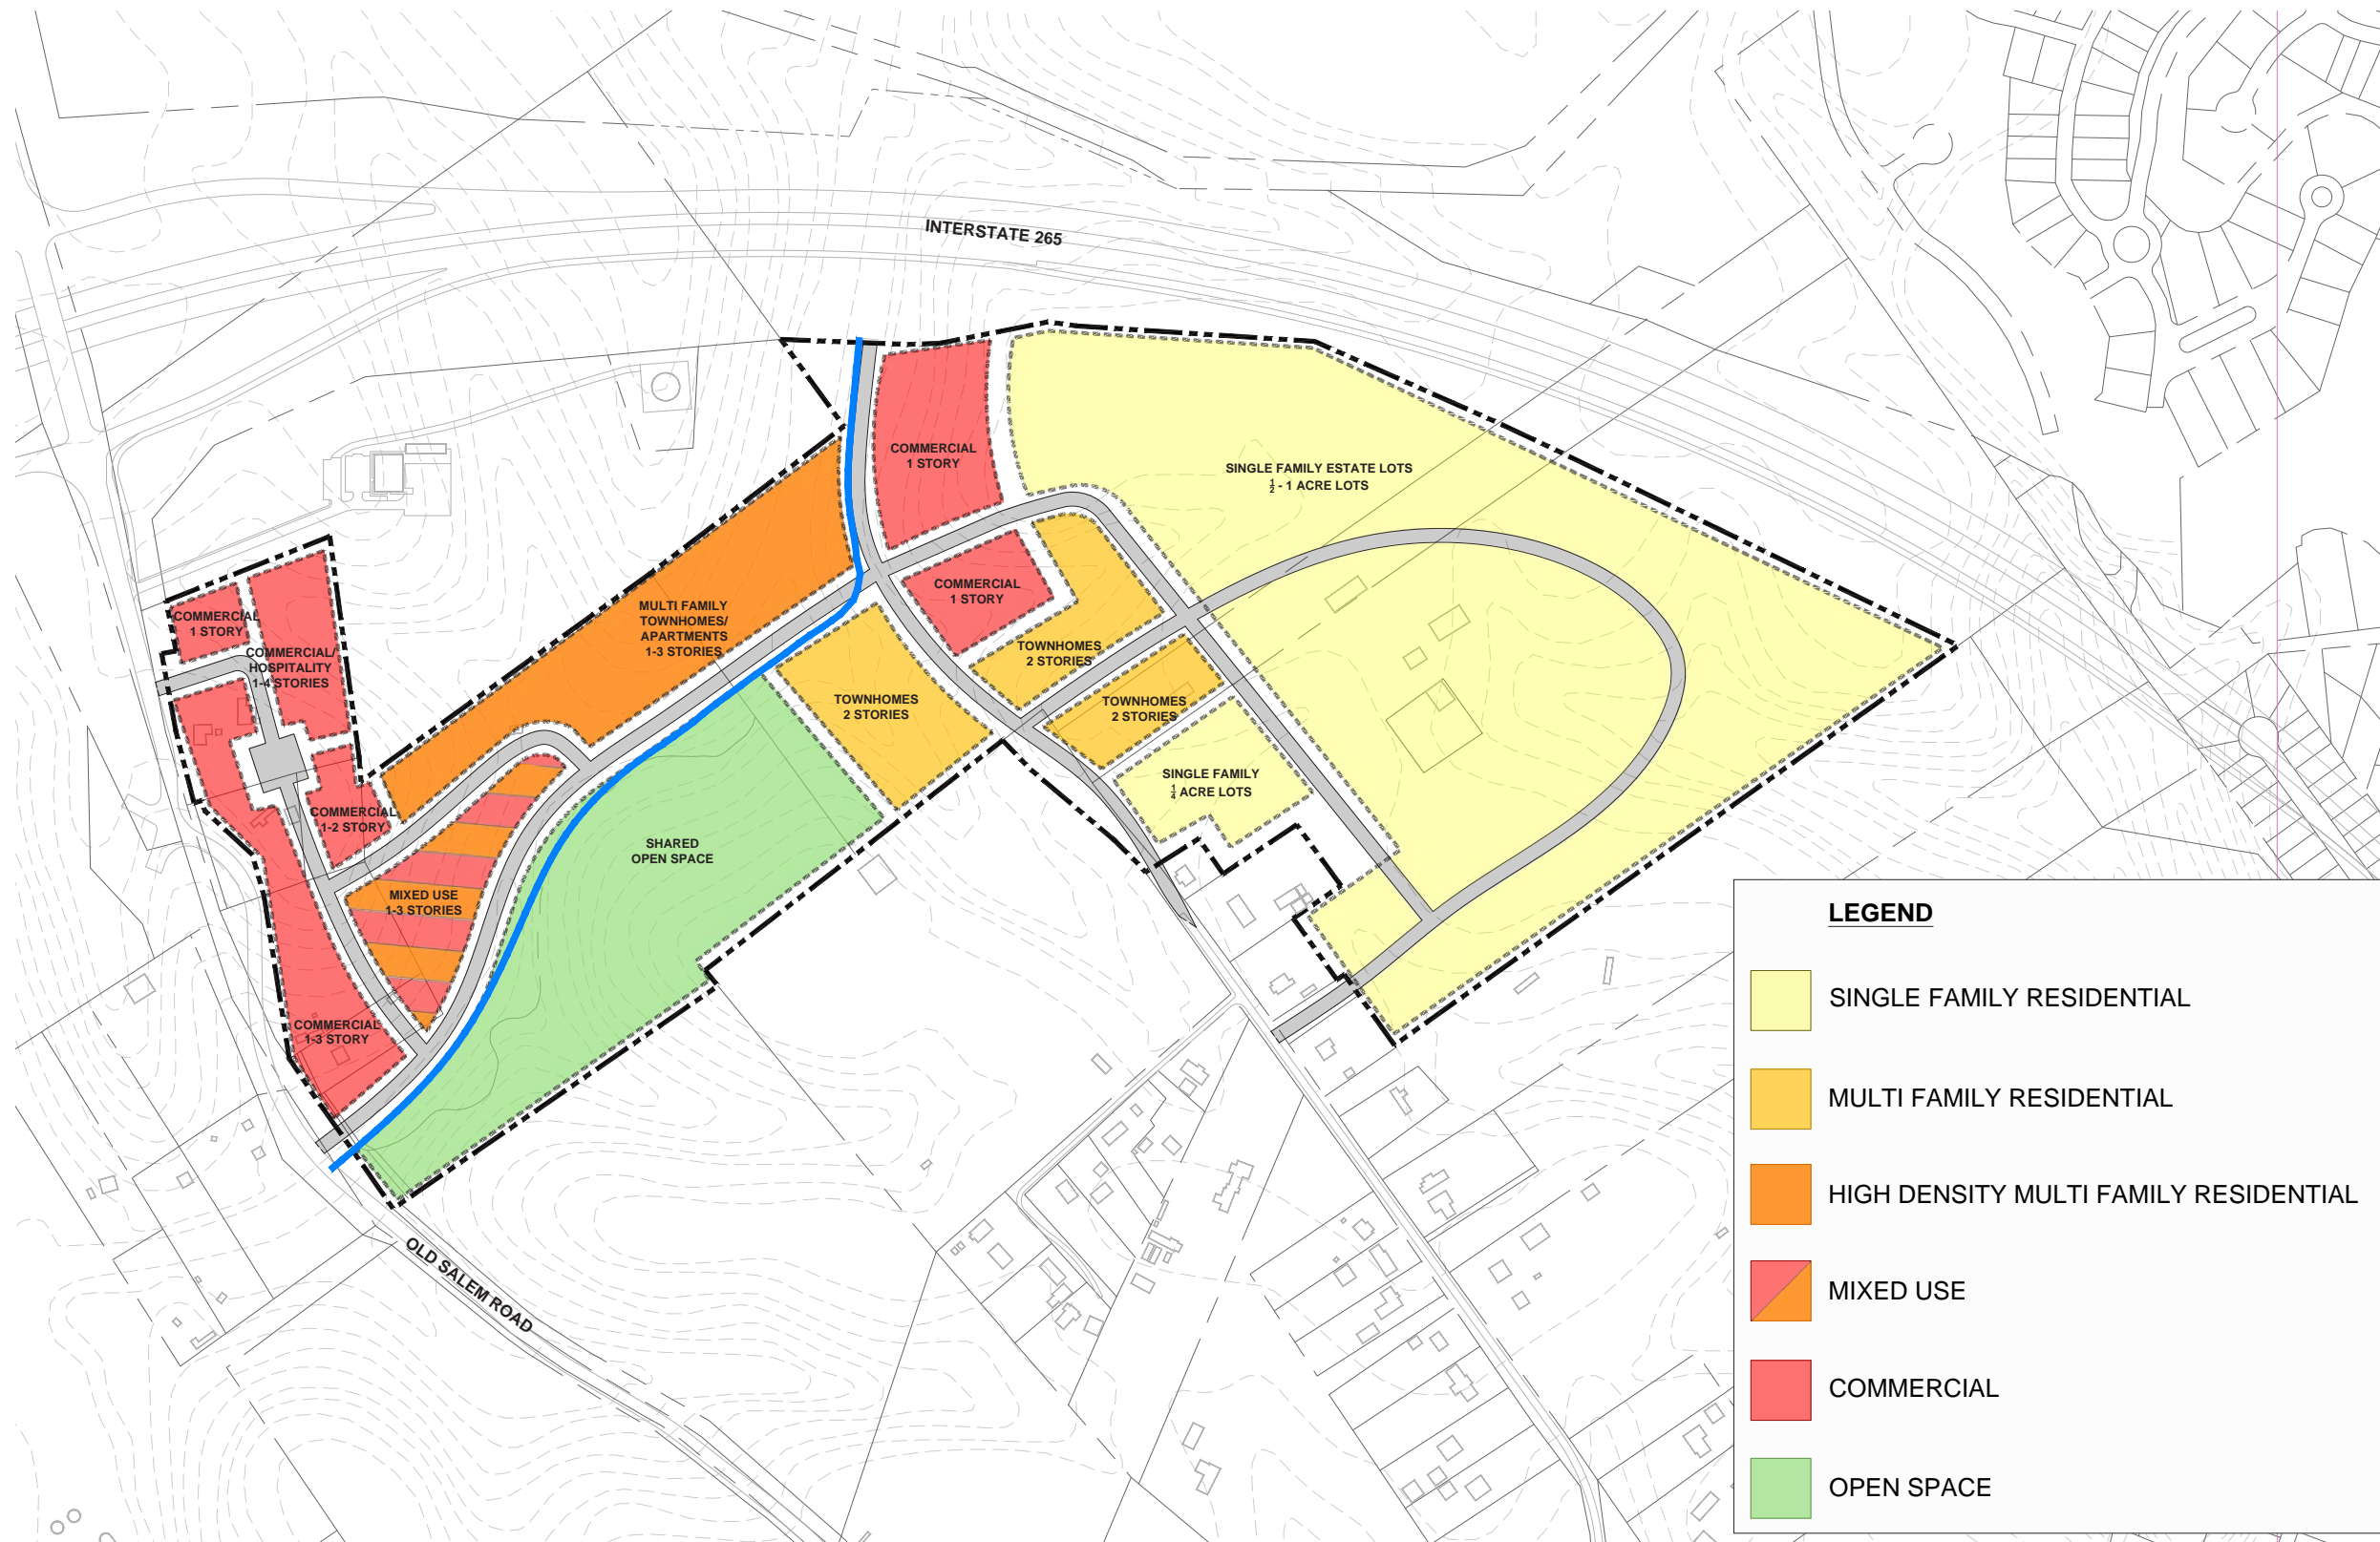 INTERSTATE 265
COMMERCIAL
1 STORY
SINGLE FAMILY ESTATE LOTS
½ - 1 ACRE LOTS
COMMERCIAL
1 STORY
MULTI FAMILY
TOWNHOMES/
APARTMENTS
1-3 STORIES
COMMERCIAL
1 STORY
COMMERCIAL/
HOSPITALITY
1-4 STORIES
TOWNHOMES
2 STORIES
TOWNHOMES
2 STORIES
TOWNHOMES
2 STORIES
SINGLE FAMILY
¼ ACRE LOTS
COMMERCIAL
1-2 STORY
SHARED
OPEN SPACE
MIXED USE
1-3 STORIES
COMMERCIAL
1-3 STORY
OLD SALEM ROAD
LEGEND
SINGLE FAMILY RESIDENTIAL
MULTI FAMILY RESIDENTIAL
HIGH DENSITY MULTI FAMILY RESIDENTIAL
MIXED USE
COMMERCIAL
OPEN SPACE